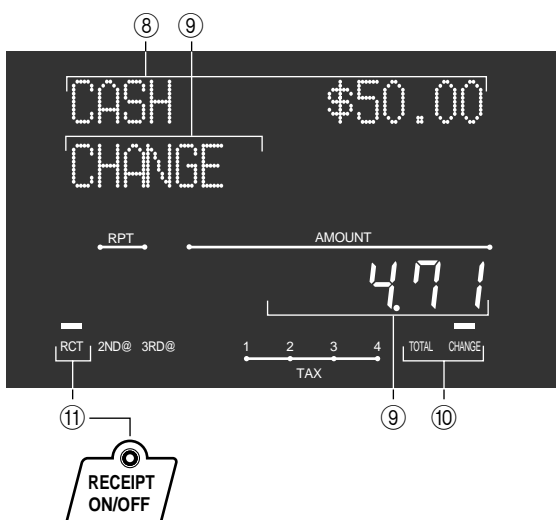 ⑧ ⑨
CASH $50.00
CHANGE
RPT AMOUNT
4.71
RCT 2ND@ 3RD@ 1 2 3 4 TOTAL CHANGE
TAX
⑪ ⑨ ⑩
RECEIPT
ON/OFF